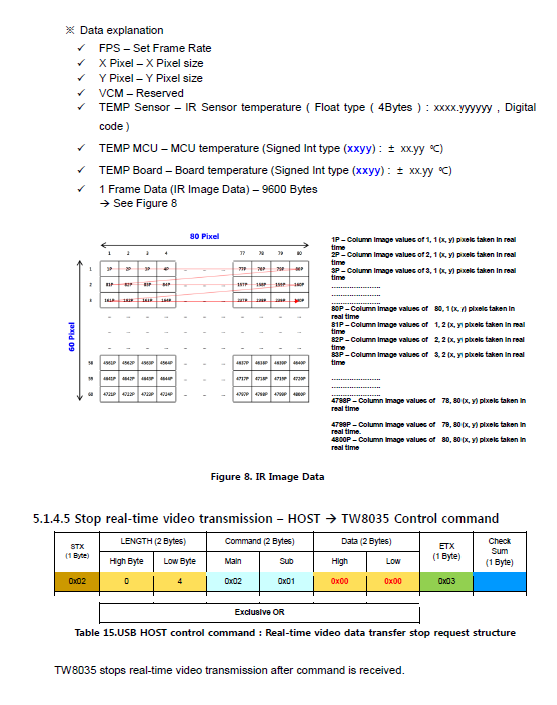 ※ Data explanation
✓ FPS – Set Frame Rate
✓ X Pixel – X Pixel size
✓ Y Pixel – Y Pixel size
✓ VCM – Reserved
✓ TEMP Sensor – IR Sensor temperature ( Float type ( 4Bytes ) : xxxx.yyyyyy , Digital
code )
✓ TEMP MCU – MCU temperature (Signed Int type (xxyy) : ± xx.yy ℃)
✓ TEMP Board – Board temperature (Signed Int type (xxyy) : ± xx.yy ℃)
✓ 1 Frame Data (IR Image Data) – 9600 Bytes
→ See Figure 8
80 Pixel
1 2 3 4 77 78 79 80
1 1P 2P 3P 4P - - - 77P 78P 79P 80P
2 81P 82P 83P 84P - - - 157P 158P 159P 160P
3 161P 162P 163P 164P - - - 237P 238P 239P
60 Pixel
58 4561P 4562P 4563P 4564P - - - 4637P 4638P 4639P 4640P
59 4641P 4642P 4643P 4644P - - - 4717P 4718P 4719P 4720P
60 4721P 4722P 4723P 4724P - - - 4797P 4798P 4799P 4800P
1P – Column Image values of 1, 1 (x, y) pixels taken in real
time
2P – Column Image values of 2, 1 (x, y) pixels taken in real
time
3P – Column Image values of 3, 1 (x, y) pixels taken in real
time
........................
........................
........................
80P – Column Image values of 80, 1 (x, y) pixels taken in
real time
81P – Column Image values of 1, 2 (x, y) pixels taken in real
time
82P – Column Image values of 2, 2 (x, y) pixels taken in real
time
83P – Column Image values of 3, 2 (x, y) pixels taken in real
time
........................
........................
........................
4798P – Column Image values of 78, 80 (x, y) pixels taken in
real time
4799P – Column Image values of 79, 80 (x, y) pixels taken in
real time.
4800P – Column Image values of 80, 80 (x, y) pixels taken in
real time
Figure 8. IR Image Data
5.1.4.5 Stop real-time video transmission – HOST → TW8035 Control command
STX
(1 Byte)
LENGTH (2 Bytes) Command (2 Bytes) Data (2 Bytes)
ETX
(1 Byte)
Check
Sum
(1 Byte)
High Byte Low Byte Main Sub High Low
0x02 0 4 0x02 0x01 0x00 0x00 0x03
Exclusive OR
Table 15.USB HOST control command : Real-time video data transfer stop request structure
TW8035 stops real-time video transmission after command is received.